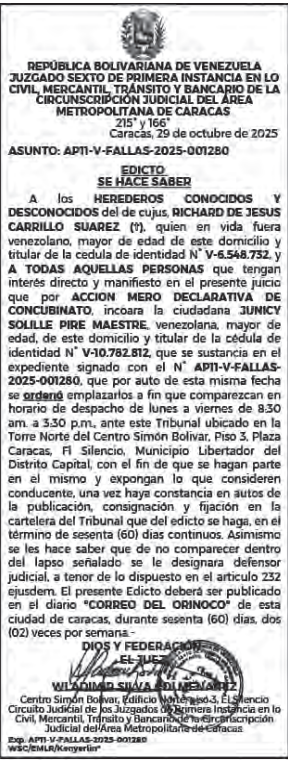 REPÚBLICA BOLIVARIANA DE VENEZUELA
JUZGADO SEXTO DE PRIMERA INSTANCIA EN LO
CIVIL, MERCANTIL, TRÁNSITO Y BANCARIO DE LA
CIRCUNSCRIPCIÓN JUDICIAL DEL ÁREA
METROPOLITANA DE CARACAS
215° y 166°
Caracas, 29 de octubre de 2025
ASUNTO: AP11-V-FALLAS-2025-001280
EDICTO
SE HACE SABER
A los HEREDEROS CONOCIDOS Y
DESCONOCIDOS del de cujus, RICHARD DE JESUS
CARRILLO SUAREZ (†), quien en vida fuera
venezolano, mayor de edad de este domicilio y
titular de la cedula de identidad N° V-6.548.732, y
A TODAS AQUELLAS PERSONAS que tengan
interés directo y manifiesto en el presente juicio
que por ACCION MERO DECLARATIVA DE
CONCUBINATO, incoara la ciudadana JUNICY
SOLILLE PIRE MAESTRE, venezolana, mayor de
edad, de este domicilio y titular de la cédula de
identidad N° V-10.782.812, que se sustancia en el
expediente signado con el N° AP11-V-FALLAS-
2025-001280, que por auto de esta misma fecha
se ordenó emplazarlos a fin que comparezcan en
horario de despacho de lunes a viernes de 8:30
am. a 3:30 p.m., ante este Tribunal ubicado en la
Torre Norte del Centro Simón Bolivar, Piso 3, Plaza
Caracas, El Silencio, Municipio Libertador del
Distrito Capital, con el fin de que se hagan parte
en el mismo y expongan lo que consideren
conducente, una vez haya constancia en autos de
la publicación, consignación y fijación en la
cartelera del Tribunal que del edicto se haga, en el
término de sesenta (60) días continuos. Asimismo
se les hace saber que de no comparecer dentro
del lapso señalado se le designara defensor
judicial, a tenor de lo dispuesto en el articulo 232
ejusdem. El presente Edicto deberá ser publicado
en el diario "CORREO DEL ORINOCO" de esta
ciudad de caracas, durante sesenta (60) dias, dos
(02) veces por semana.-
DIOS Y FEDERACIÓN
EL JUEZ
WLADIMIR SILVA
Centro Simon Bolivar, Edificio Norte, piso 3, El Silencio
Circuito Judicial de los Juzgados de Primera Instancia en lo
Civil, Mercantil, Tránsito y Bancario de la Circunscripción
Judicial del Área Metropolitana de Caracas
Exp. AP11-V-FALLAS-2025-001280
WSC/EMLR/Kenyerlin*